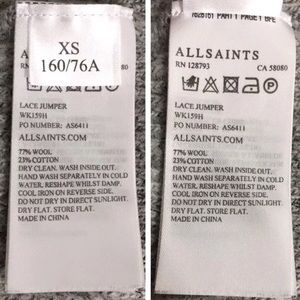 XS
160/76A
58080
LACE JUMPER
WK159H
PO NUMBER: AS6411
ALLSAINTS.COM
77% WOOL
23% COTTON
DRY CLEAN. WASH INSIDE OUT.
HAND WASH SEPARATELY IN COLD
WATER, RESHAPE WHILST DAMP.
COOL IRON ON REVERSE SIDE.
DO NOT DRY IN DIRECT SUNLIGHT.
DRY FLAT. STORE FLAT.
MADE IN CHINA
ALLSAINTS
RN 128793 CA 58080
LACE JUMPER
WK159H
PO NUMBER: AS6411
ALLSAINTS.COM
77% WOOL
23% COTTON
DRY CLEAN. WASH INSIDE OUT.
HAND WASH SEPARATELY IN COLD
WATER, RESHAPE WHILST DAMP.
COOL IRON ON REVERSE SIDE.
DO NOT DRY IN DIRECT SUNLIGHT.
DRY FLAT. STORE FLAT.
MADE IN CHINA